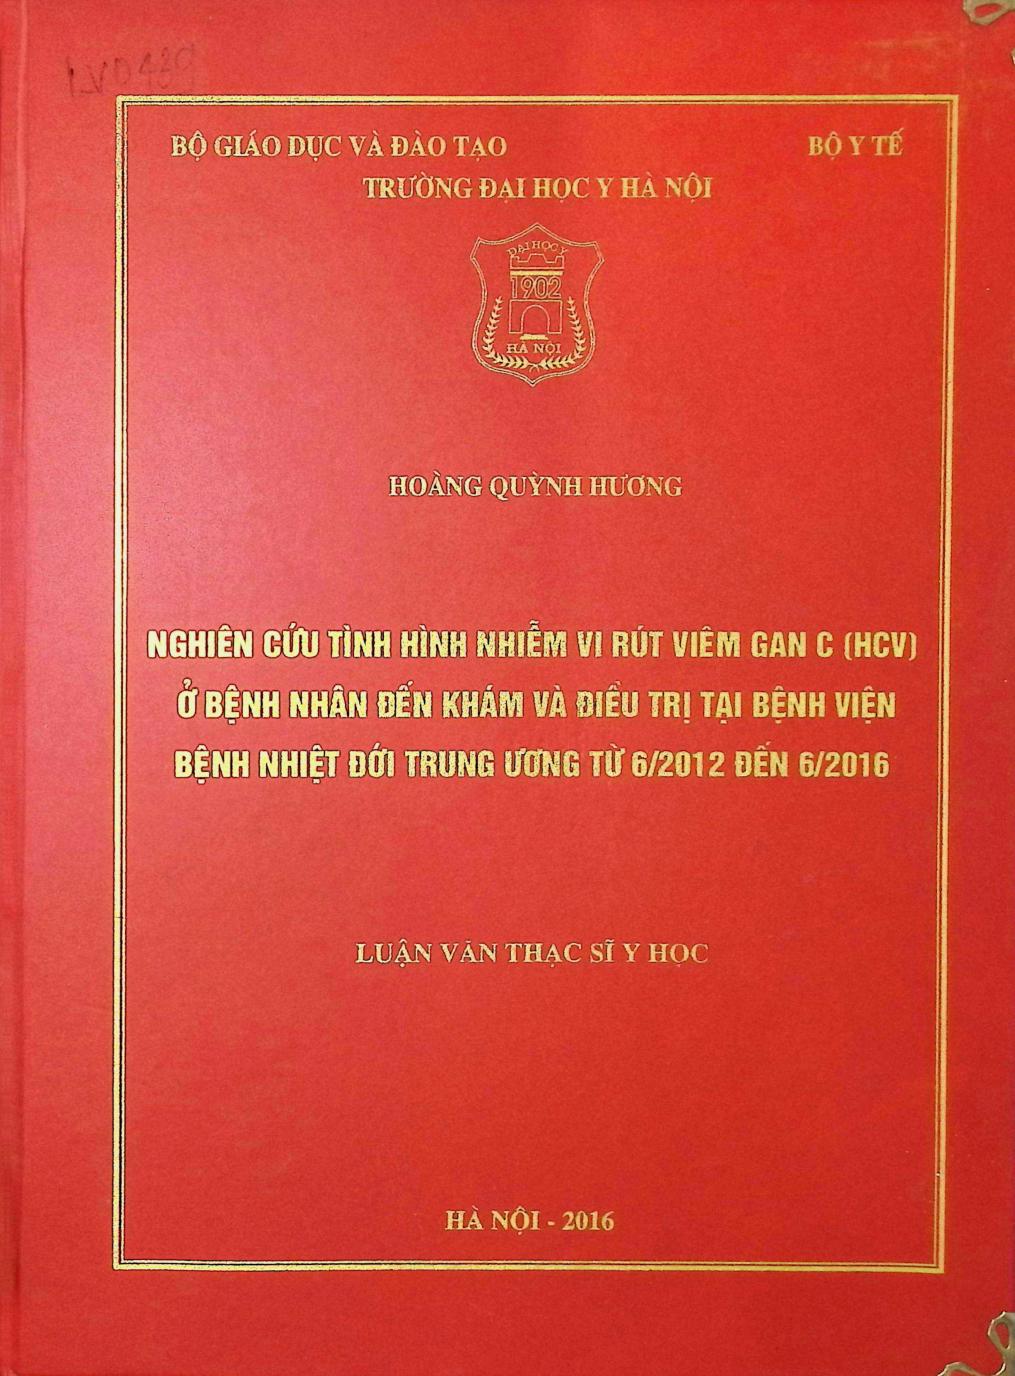 LV0439
BỘ GIÁO DỤC VÀ ĐÀO TẠO BỘ Y TẾ
TRƯỜNG ĐẠI HỌC Y HÀ NỘI
ĐẠI HỌC Y
1902
HÀ NỘI
HOÀNG QUỲNH HƯƠNG
NGHIÊN CỨU TÌNH HÌNH NHIỄM VI RÚT VIÊM GAN C (HCV)
Ở BỆNH NHÂN ĐẾN KHÁM VÀ ĐIỀU TRỊ TẠI BỆNH VIỆN
BỆNH NHIỆT ĐỚI TRUNG ƯƠNG TỪ 6/2012 ĐẾN 6/2016
LUẬN VĂN THẠC SĨ Y HỌC
HÀ NỘI - 2016